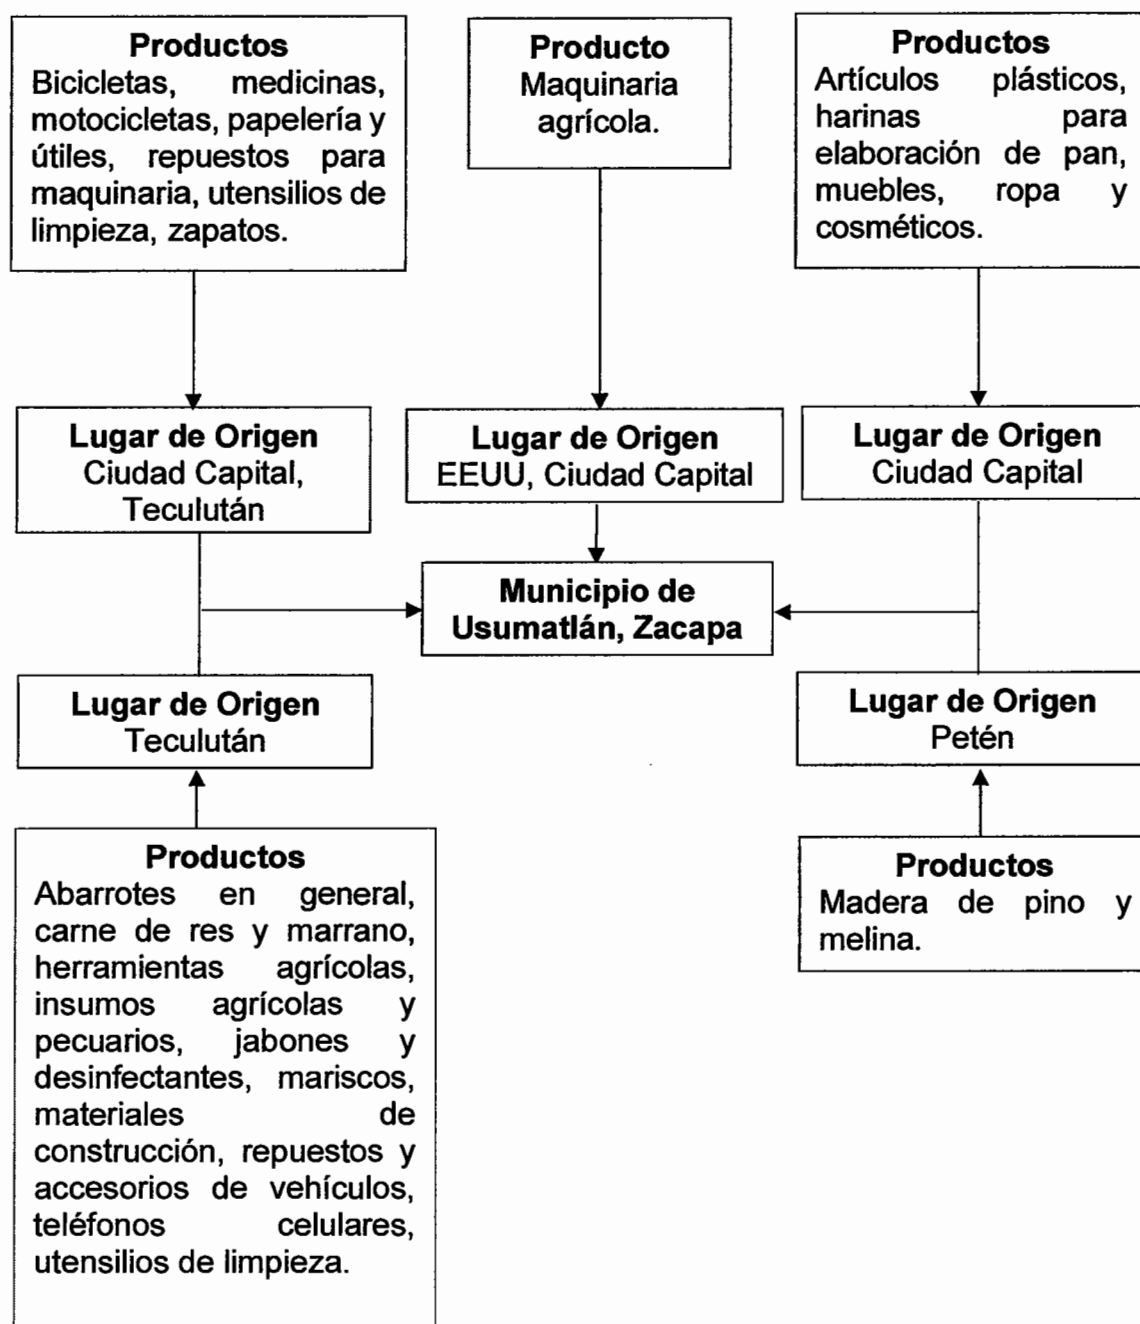 Productos
Bicicletas, medicinas,
motocicletas, papelería y
útiles, repuestos para
maquinaria, utensilios de
limpieza, zapatos.
Producto
Maquinaria
agrícola.
Productos
Artículos plásticos,
harinas para
elaboración de pan,
muebles, ropa y
cosméticos.
Lugar de Origen
Ciudad Capital,
Teculután
Lugar de Origen
EEUU, Ciudad Capital
Lugar de Origen
Ciudad Capital
Municipio de
Usumatlán, Zacapa
Lugar de Origen
Teculután
Lugar de Origen
Petén
Productos
Abarrotes en general,
carne de res y marrano,
herramientas agrícolas,
insumos agrícolas y
pecuarios, jabones y
desinfectantes, mariscos,
materiales de
construcción, repuestos y
accesorios de vehículos,
teléfonos celulares,
utensilios de limpieza.
Productos
Madera de pino y
melina.